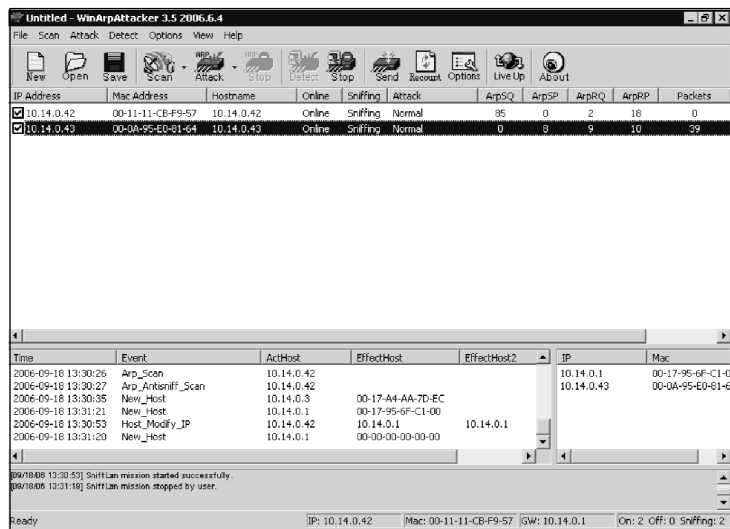 Untitled - WinArpAttacker 3.5 2006.6.4
File Scan Attack Detect Options View Help
New Open Save Scan Attack Stop Detect Stop Send Recount Options Live Up About
IP Address Mac Address Hostname Online Sniffing Attack ArpSQ ArpSP ArpRQ ArpRP Packets
10.14.0.42 00-11-11-CB-F9-57 10.14.0.42 Online Sniffing Normal 85 0 2 18 0
10.14.0.43 00-0A-95-E0-81-64 10.14.0.43 Online Sniffing Normal 0 8 9 10 39
Time Event ActHost EffectHost EffectHost2 IP Mac
2006-09-18 13:30:26 Arp_Scan 10.14.0.42 10.14.0.1 00-17-95-6F-C1-0
2006-09-18 13:30:27 Arp_Antisniff_Scan 10.14.0.42 10.14.0.43 00-0A-95-E0-81-6
2006-09-18 13:30:35 New_Host 10.14.0.3 00-17-A4-AA-7D-EC
2006-09-18 13:31:21 New_Host 10.14.0.1 00-17-95-6F-C1-00
2006-09-18 13:30:53 Host_Modify_IP 10.14.0.42 10.14.0.1 10.14.0.1
2006-09-18 13:31:20 New_Host 10.14.0.1 00-00-00-00-00-00
[09/18/06 13:30:53] SniffLan mission started successfully.
[09/18/06 13:31:18] SniffLan mission stopped by user.
Ready IP: 10.14.0.42 Mac: 00-11-11-CB-F9-57 GW: 10.14.0.1 On: 2 Off: 0 Sniffing: 2